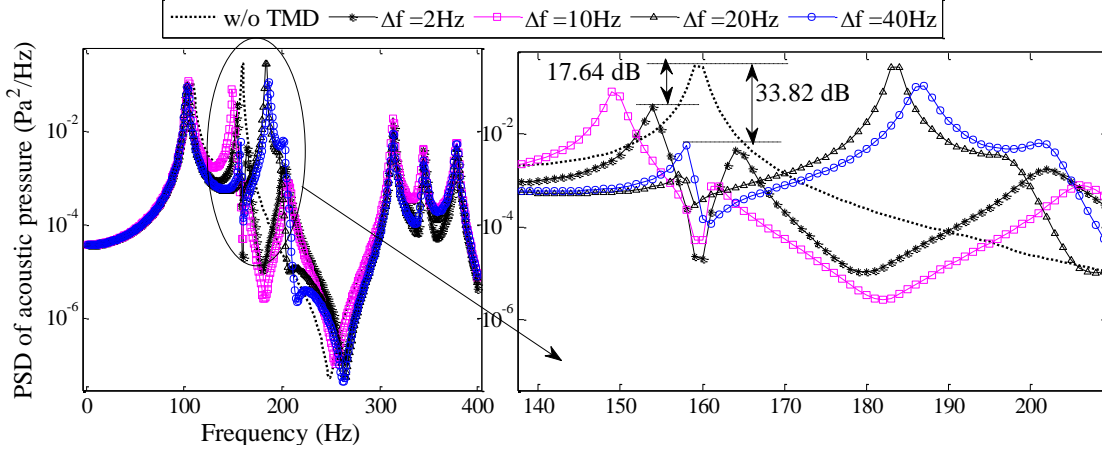 w/o TMD Δf =2Hz Δf =10Hz Δf =20Hz Δf =40Hz
PSD of acoustic pressure (Pa²/Hz)
10⁻²
10⁻⁴
10⁻⁶
0 100 200 300 400
Frequency (Hz)
17.64 dB
33.82 dB
10⁻²
10⁻⁴
10⁻⁶
140 150 160 170 180 190 200